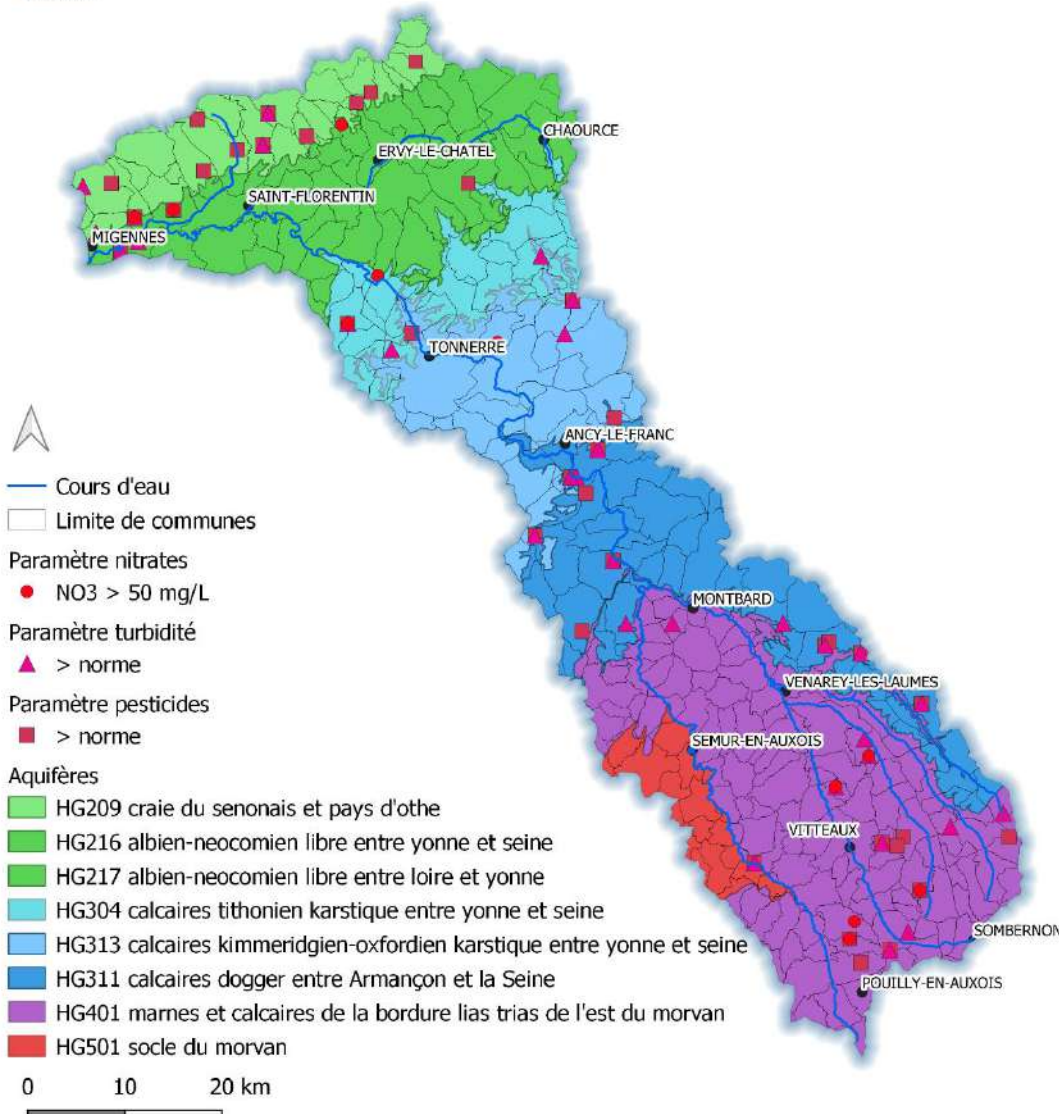 CHAOURCE
ERVY-LE-CHATEL
SAINT-FLORENTIN
MIGENNES
TONNERRE
ANCY-LE-FRANC
MONTBARD
VENAREY-LES-LAUMES
SEMUR-EN-AUXOIS
VITTEAUX
SOMBERNON
POUILLY-EN-AUXOIS
Cours d'eau
Limite de communes
Paramètre nitrates
NO3 > 50 mg/L
Paramètre turbidité
> norme
Paramètre pesticides
> norme
Aquifères
HG209 craie du senonais et pays d'othe
HG216 albien-neocomien libre entre yonne et seine
HG217 albien-neocomien libre entre loire et yonne
HG304 calcaires tithonien karstique entre yonne et seine
HG313 calcaires kimmeridgien-oxfordien karstique entre yonne et seine
HG311 calcaires dogger entre Armançon et la Seine
HG401 marnes et calcaires de la bordure lias trias de l'est du morvan
HG501 socle du morvan
0 10 20 km